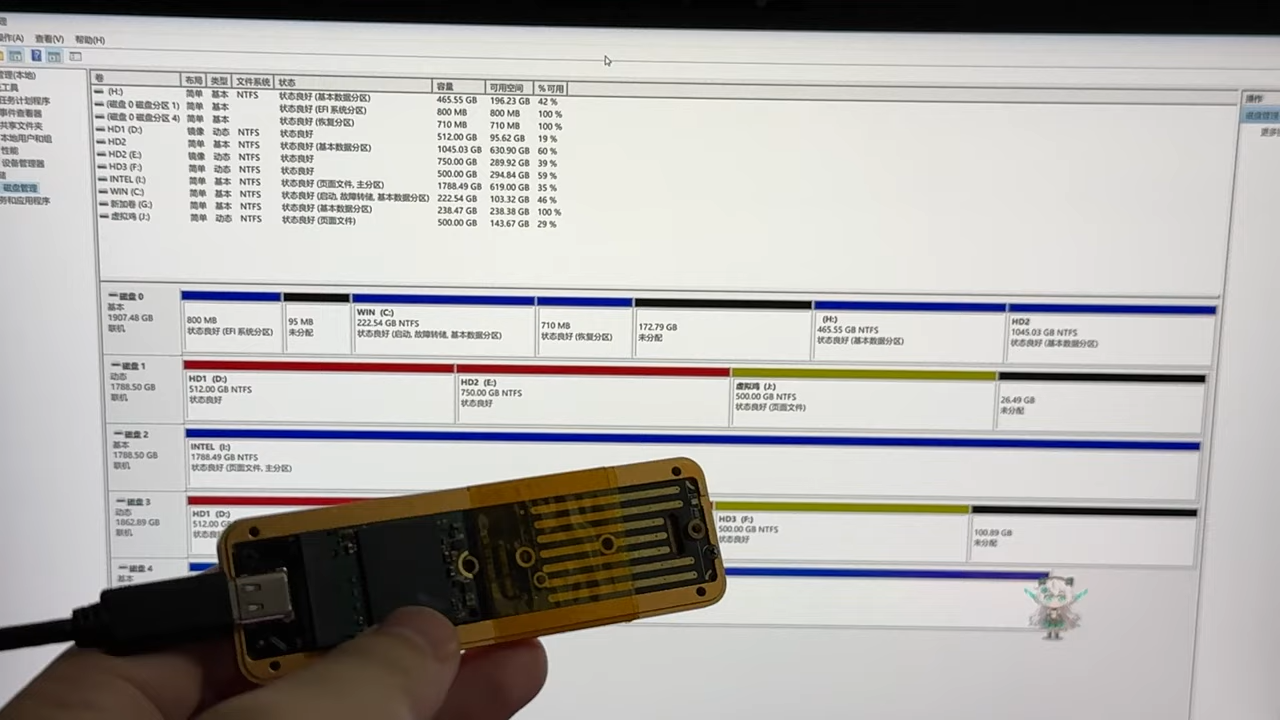 操作(A) 查看(V) 帮助(H)
管理(本地)
工具
任务计划程序
事件查看器
共享文件夹
本地用户和组
性能
设备管理器
磁盘管理
务和应用程序
卷 布局 类型 文件系统 状态 容量 可用空间 % 可用
(H:) 简单 基本 NTFS 状态良好 (基本数据分区) 465.55 GB 196.23 GB 42 %
(磁盘 0 磁盘分区 1) 简单 基本 状态良好 (EFI 系统分区) 800 MB 800 MB 100 %
(磁盘 0 磁盘分区 4) 简单 基本 状态良好 (恢复分区) 710 MB 710 MB 100 %
HD1 (D:) 镜像 动态 NTFS 状态良好 512.00 GB 95.62 GB 19 %
HD2 简单 基本 NTFS 状态良好 (基本数据分区) 1045.03 GB 630.90 GB 60 %
HD2 (E:) 镜像 动态 NTFS 状态良好 750.00 GB 289.92 GB 39 %
HD3 (F:) 简单 动态 NTFS 状态良好 500.00 GB 294.84 GB 59 %
INTEL (I:) 简单 基本 NTFS 状态良好 (页面文件, 主分区) 1788.49 GB 619.00 GB 35 %
WIN (C:) 简单 基本 NTFS 状态良好 (启动, 故障转储, 基本数据分区) 222.54 GB 103.32 GB 46 %
新加卷 (G:) 简单 基本 NTFS 状态良好 (基本数据分区) 238.47 GB 238.38 GB 100 %
虚拟鸡 (J:) 简单 动态 NTFS 状态良好 (页面文件) 500.00 GB 143.67 GB 29 %
操作
磁盘管理
更多
磁盘 0
基本
1907.48 GB
联机
800 MB
状态良好 (EFI 系统分区)
95 MB
未分配
WIN (C:)
222.54 GB NTFS
状态良好 (启动, 故障转储, 基本数据分区)
710 MB
状态良好 (恢复分区)
172.79 GB
未分配
(H:)
465.55 GB NTFS
状态良好 (基本数据分区)
HD2
1045.03 GB NTFS
状态良好 (基本数据分区)
磁盘 1
动态
1788.50 GB
联机
HD1 (D:)
512.00 GB NTFS
状态良好
HD2 (E:)
750.00 GB NTFS
状态良好
虚拟鸡 (J:)
500.00 GB NTFS
状态良好 (页面文件)
26.49 GB
未分配
磁盘 2
基本
1788.50 GB
联机
INTEL (I:)
1788.49 GB NTFS
状态良好 (页面文件, 主分区)
磁盘 3
动态
1862.89 GB
联机
HD1 (D:)
512.00 G
状态良
HD3 (F:)
500.00 GB NTFS
状态良好
100.89 GB
未分配
磁盘 4
基本